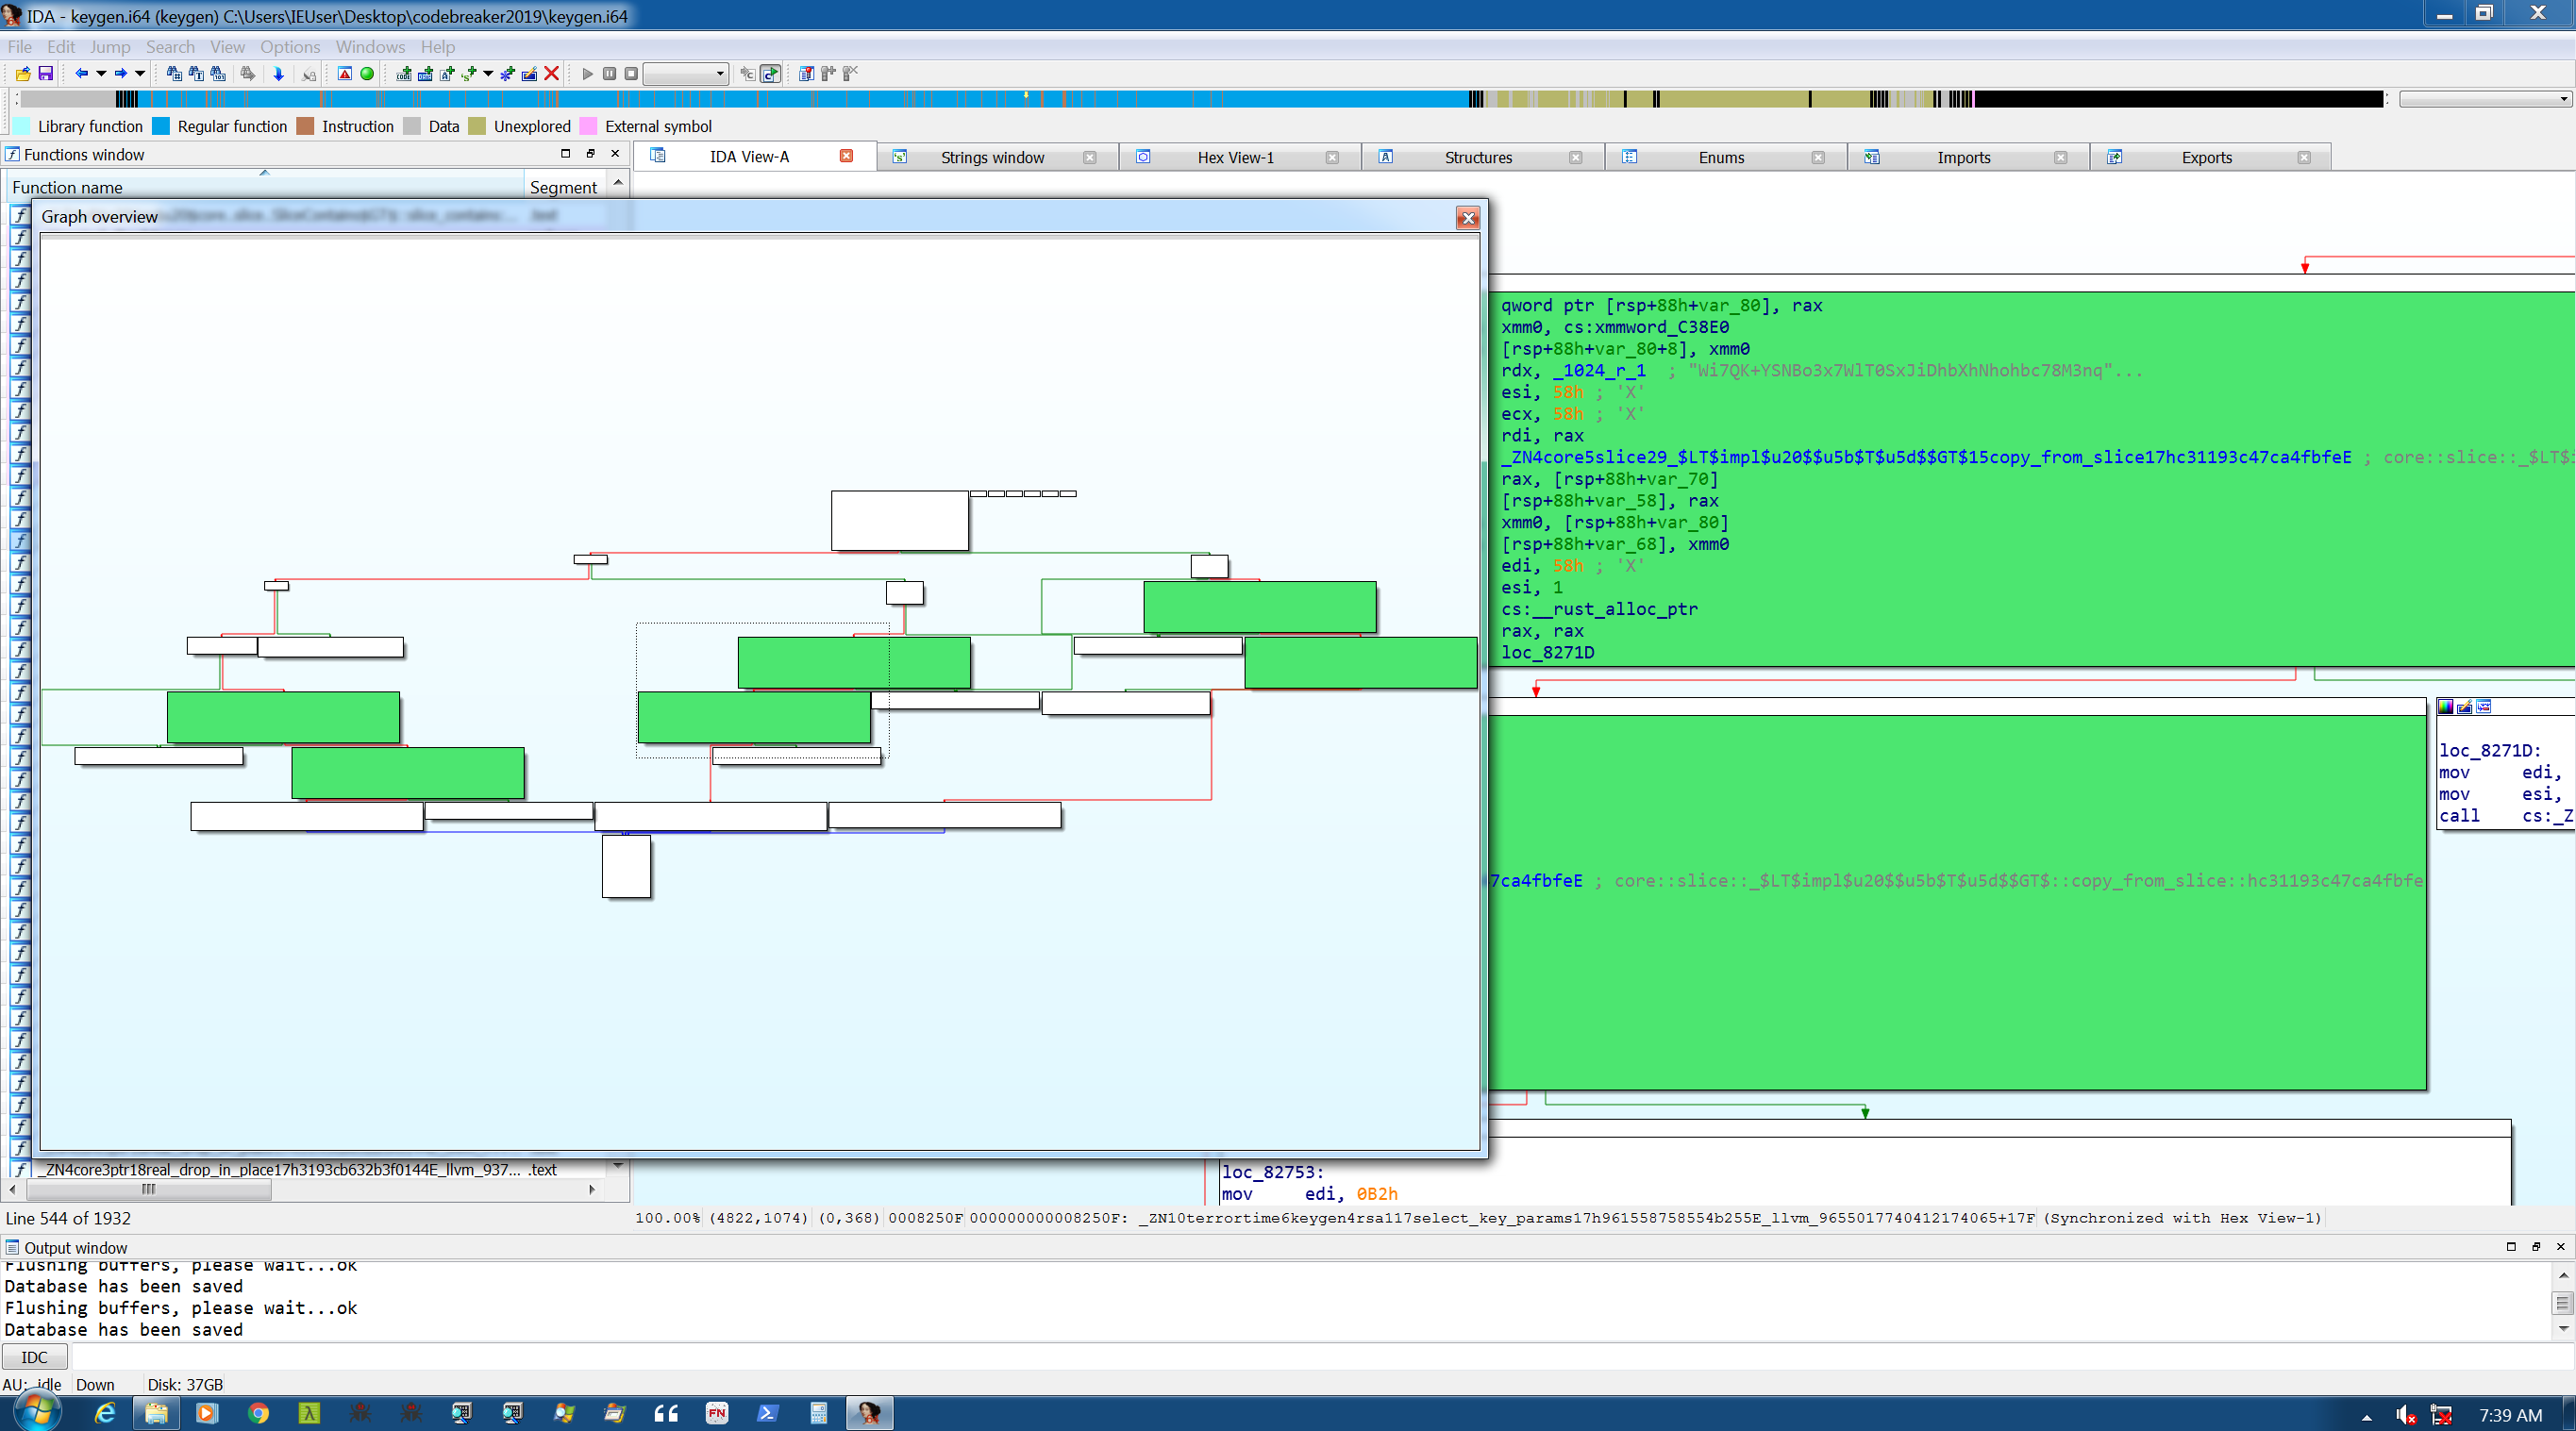 IDA - keygen.i64 (keygen) C:\Users\IEUser\Desktop\codebreaker2019\keygen.i64
File Edit Jump Search View Options Windows Help
Library function Regular function Instruction Data Unexplored External symbol
Functions window
IDA View-A Strings window Hex View-1 Structures Enums Imports Exports
Function name Segment
Graph overview
qword ptr [rsp+88h+var_80], rax
xmm0, cs:xmmword_C38E0
[rsp+88h+var_80+8], xmm0
rdx, _1024_r_1 ; "Wi7QK+YSNBo3x7WlT0SxJiDhbXhNhohbc78M3nq"...
esi, 58h ; 'X'
ecx, 58h ; 'X'
rdi, rax
_ZN4core5slice29_$LT$impl$u20$$u5b$T$u5d$$GT$15copy_from_slice17hc31193c47ca4fbfeE ; core::slice::_$LT$i
rax, [rsp+88h+var_70]
[rsp+88h+var_58], rax
xmm0, [rsp+88h+var_80]
[rsp+88h+var_68], xmm0
edi, 58h ; 'X'
esi, 1
cs:__rust_alloc_ptr
rax, rax
loc_8271D
loc_8271D:
mov edi,
mov esi,
call cs:_Z
7ca4fbfeE ; core::slice::_$LT$impl$u20$$u5b$T$u5d$$GT$::copy_from_slice::hc31193c47ca4fbfe
_ZN4core3ptr18real_drop_in_place17h3193cb632b3f0144E_llvm_937... .text
loc_82753:
mov edi, 0B2h
Line 544 of 1932
100.00% (4822,1074) (0,368) 0008250F 000000000008250F: _ZN10terrortime6keygen4rsa117select_key_params17h961558758554b255E_llvm_9655017740412174065+17F (Synchronized with Hex View-1)
Output window
Flushing buffers, please wait...ok
Database has been saved
Flushing buffers, please wait...ok
Database has been saved
IDC
AU: idle Down Disk: 37GB
FN
7:39 AM